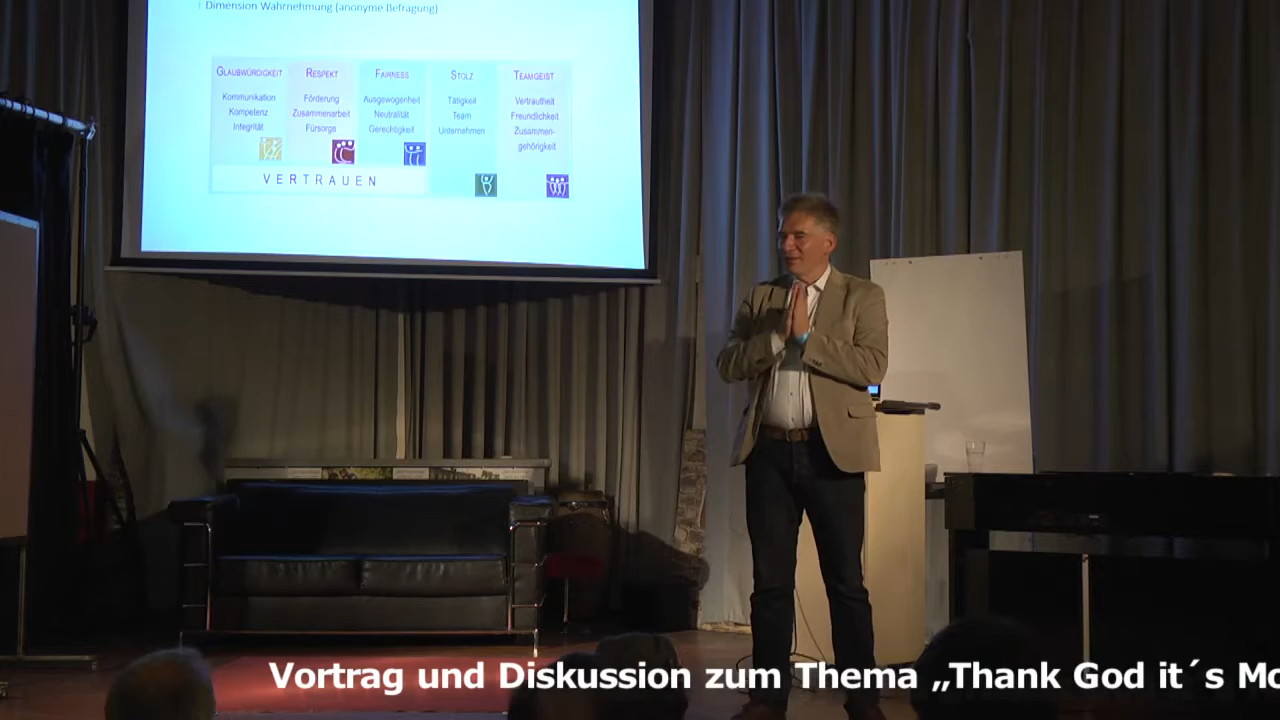 Dimension Wahrnehmung (anonyme Befragung)
GLAUBWÜRDIGKEIT RESPEKT FAIRNESS STOLZ TEAMGEIST
Kommunikation Förderung Ausgewogenheit Tätigkeit Vertrautheit
Kompetenz Zusammenarbeit Neutralität Team Freundlichkeit
Integrität Fürsorge Gerechtigkeit Unternehmen Zusammen-
gehörigkeit
VERTRAUEN
Vortrag und Diskussion zum Thema „Thank God it´s Mo